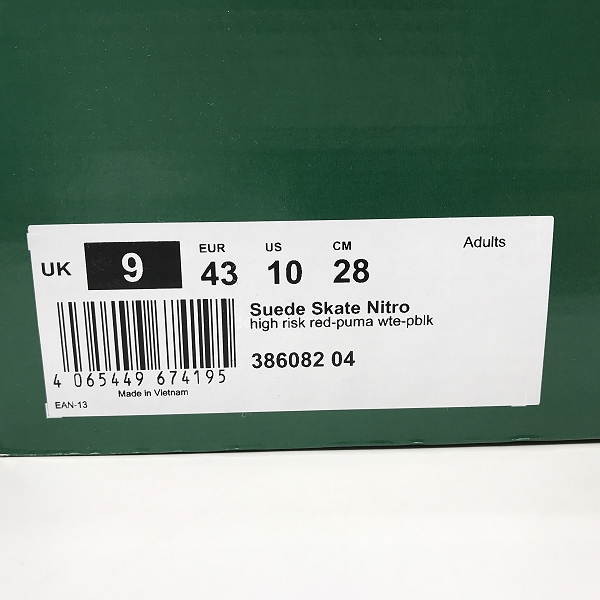 Adults
UK 9 EUR 43 US 10 CM 28
Suede Skate Nitro
high risk red-puma wte-pblk
386082 04
4 065449 674195
Made in Vietnam
EAN-13